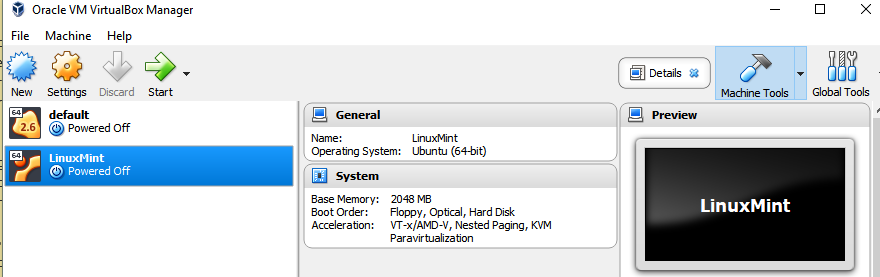 Oracle VM VirtualBox Manager
File Machine Help
New Settings Discard Start Details Machine Tools Global Tools
64 default
2.6 Powered Off
64 LinuxMint
Powered Off
General
Name: LinuxMint
Operating System: Ubuntu (64-bit)
System
Base Memory: 2048 MB
Boot Order: Floppy, Optical, Hard Disk
Acceleration: VT-x/AMD-V, Nested Paging, KVM
Paravirtualization
Preview
LinuxMint